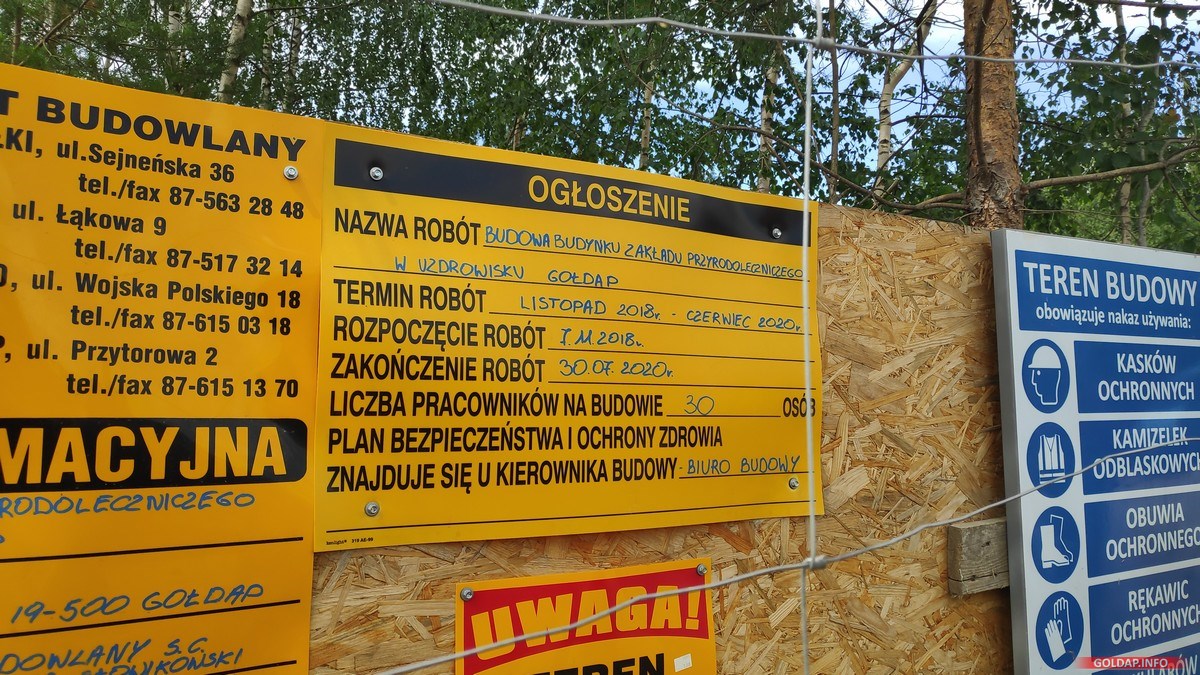 T BUDOWLANY
ŁKI, ul.Sejneńska 36
tel./fax 87-563 28 48
ul. Łąkowa 9
tel./fax 87-517 32 14
ul. Wojska Polskiego 18
tel./fax 87-615 03 18
ul. Przytorowa 2
tel./fax 87-615 13 70
MACYJNA
RODOLECZNICZEGO
19-500 GOŁDAP
DOWLANY S.C.
OGŁOSZENIE
NAZWA ROBÓT BUDOWA BUDYNKU ZAKŁADU PRZYRODOLECZNICZEGO
W UZDROWISKU GOŁDAP
TERMIN ROBÓT LISTOPAD 2018r. - CZERWIEC 2020r.
ROZPOCZĘCIE ROBÓT 7.11.2018r.
ZAKOŃCZENIE ROBÓT 30.07.2020r.
LICZBA PRACOWNIKÓW NA BUDOWIE 30 OSÓB
PLAN BEZPIECZEŃSTWA I OCHRONY ZDROWIA
ZNAJDUJE SIĘ U KIEROWNIKA BUDOWY - BIURO BUDOWY
UWAGA!
TEREN
TEREN BUDOWY
obowiązuje nakaz używania:
KASKÓW
OCHRONNYCH
KAMIZELEK
ODBLASKOWYCH
OBUWIA
OCHRONNEGO
RĘKAWIC
OCHRONNYCH
GOLDAP.INFO